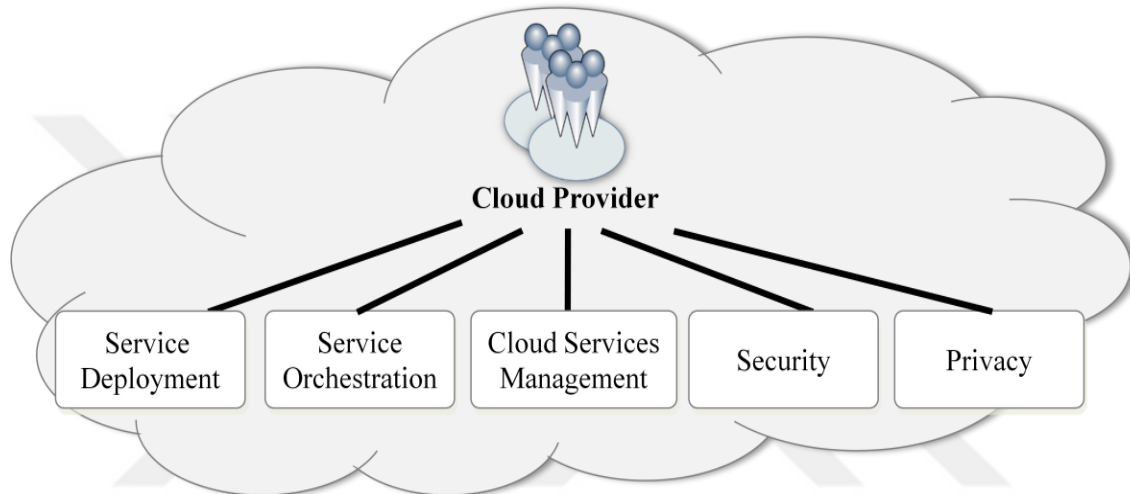 Cloud Provider
Service
Deployment
Service
Orchestration
Cloud Services
Management
Security
Privacy